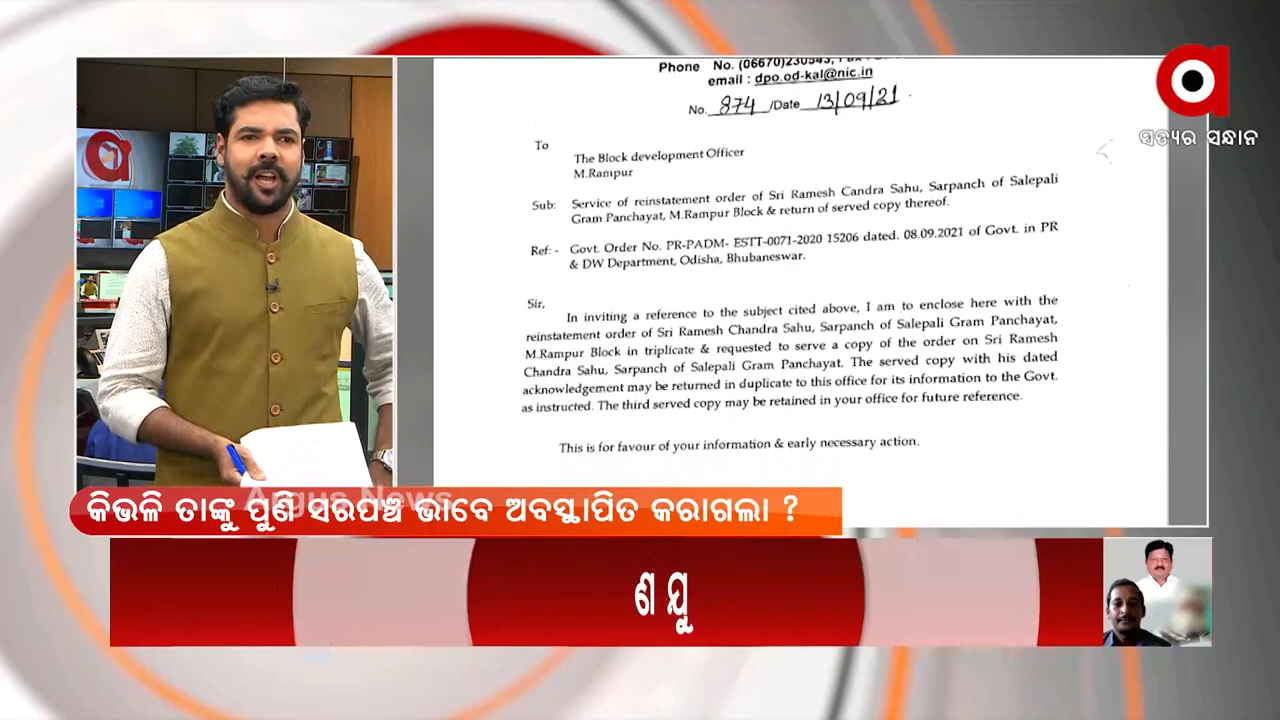 Phone No. (06670)230543,
email : dpo.od-kal@nic.in
No. 874 /Date 13/09/21
To
The Block development Officer
M.Rampur
Sub: Service of reinstatement order of Sri Ramesh Candra Sahu, Sarpanch of Salepali
Gram Panchayat, M.Rampur Block & return of served copy thereof.
Ref: - Govt. Order No. PR-PADM- ESTT-0071-2020 15206 dated. 08.09.2021 of Govt. in PR
& DW Department, Odisha, Bhubaneswar.
Sir,
In inviting a reference to the subject cited above, I am to enclose here with the
reinstatement order of Sri Ramesh Chandra Sahu, Sarpanch of Salepali Gram Panchayat,
M.Rampur Block in triplicate & requested to serve a copy of the order on Sri Ramesh
Chandra Sahu, Sarpanch of Salepali Gram Panchayat. The served copy with his dated
acknowledgement may be returned in duplicate to this office for its information to the Govt.
as instructed. The third served copy may be retained in your office for future reference.
This is for favour of your information & early necessary action.
ସତ୍ୟର ସନ୍ଧାନ
Argus News
କିଭଳି ତାଙ୍କୁ ପୁଣି ସରପଞ୍ଚ ଭାବେ ଅବସ୍ଥାପିତ କରାଗଲା ?
ଣ ଯୁ